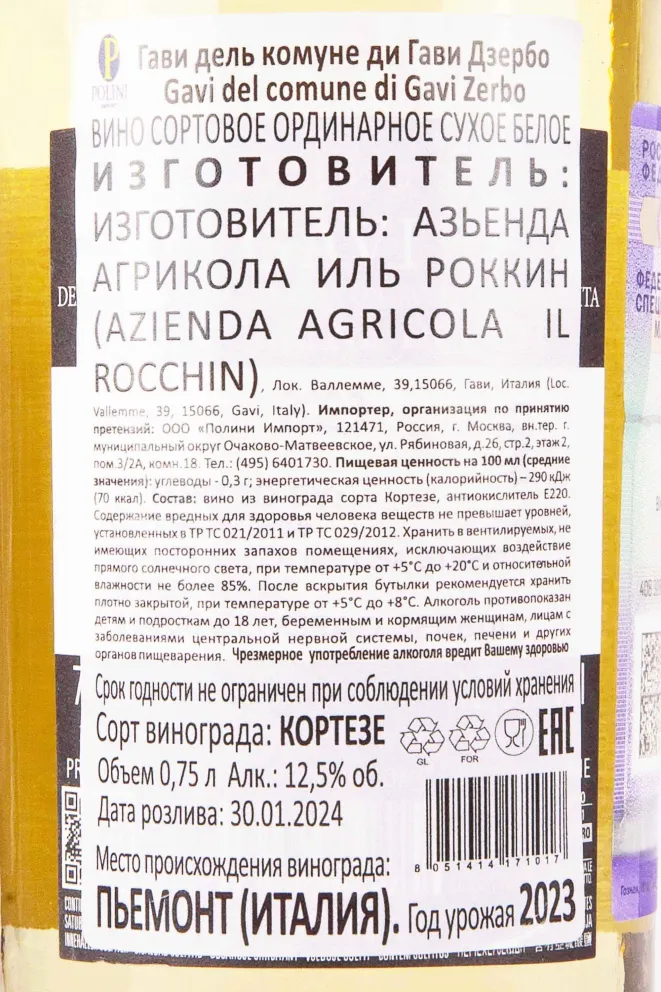 POLINI
Гави дель комуне ди Гави Дзербо
Gavi del comune di Gavi Zerbo
ВИНО СОРТОВОЕ ОРДИНАРНОЕ СУХОЕ БЕЛОЕ
ИЗГОТОВИТЕЛЬ:
ИЗГОТОВИТЕЛЬ: АЗЬЕНДА
АГРИКОЛА ИЛЬ РОККИН
(AZIENDA AGRICOLA IL
ROCCHIN), Лок. Валлемме, 39,15066, Гави, Италия (Loc.
Vallemme, 39, 15066, Gavi, Italy). Импортер, организация по принятию
претензий: ООО «Полини Импорт», 121471, Россия, г. Москва, вн.тер. г.
муниципальный округ Очаково-Матвеевское, ул. Рябиновая, д.26, стр.2, этаж 2,
пом.3/2А, комн.18. Тел.: (495) 6401730. Пищевая ценность на 100 мл (средние
значения): углеводы - 0,3 г; энергетическая ценность (калорийность) – 290 кДж
(70 ккал). Состав: вино из винограда сорта Кортезе, антиокислитель Е220.
Содержание вредных для здоровья человека веществ не превышает уровней,
установленных в ТР ТС 021/2011 и ТР ТС 029/2012. Хранить в вентилируемых, не
имеющих посторонних запахов помещениях, исключающих воздействие
прямого солнечного света, при температуре от +5°С до +20°С и относительной
влажности не более 85%. После вскрытия бутылки рекомендуется хранить
плотно закрытой, при температуре от +5°С до +8°С. Алкоголь противопоказан
детям и подросткам до 18 лет, беременным и кормящим женщинам, лицам с
заболеваниями центральной нервной системы, почек, печени и других
органов пищеварения. Чрезмерное употребление алкоголя вредит Вашему здоровью
Срок годности не ограничен при соблюдении условий хранения
Сорт винограда: КОРТЕЗЕ
GL FOR EAC
Объем 0,75 л Алк.: 12,5% об.
Дата розлива: 30.01.2024
8 051414 171017
Место происхождения винограда:
ПЬЕМОНТ (ИТАЛИЯ). Год урожая 2023